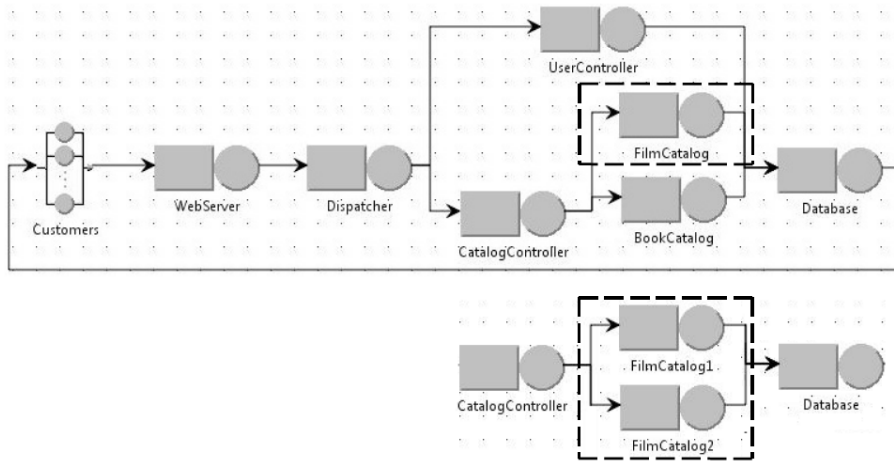 UserController
FilmCatalog
Customers
WebServer
Dispatcher
CatalogController
BookCatalog
Database
FilmCatalog1
CatalogController
Database
FilmCatalog2